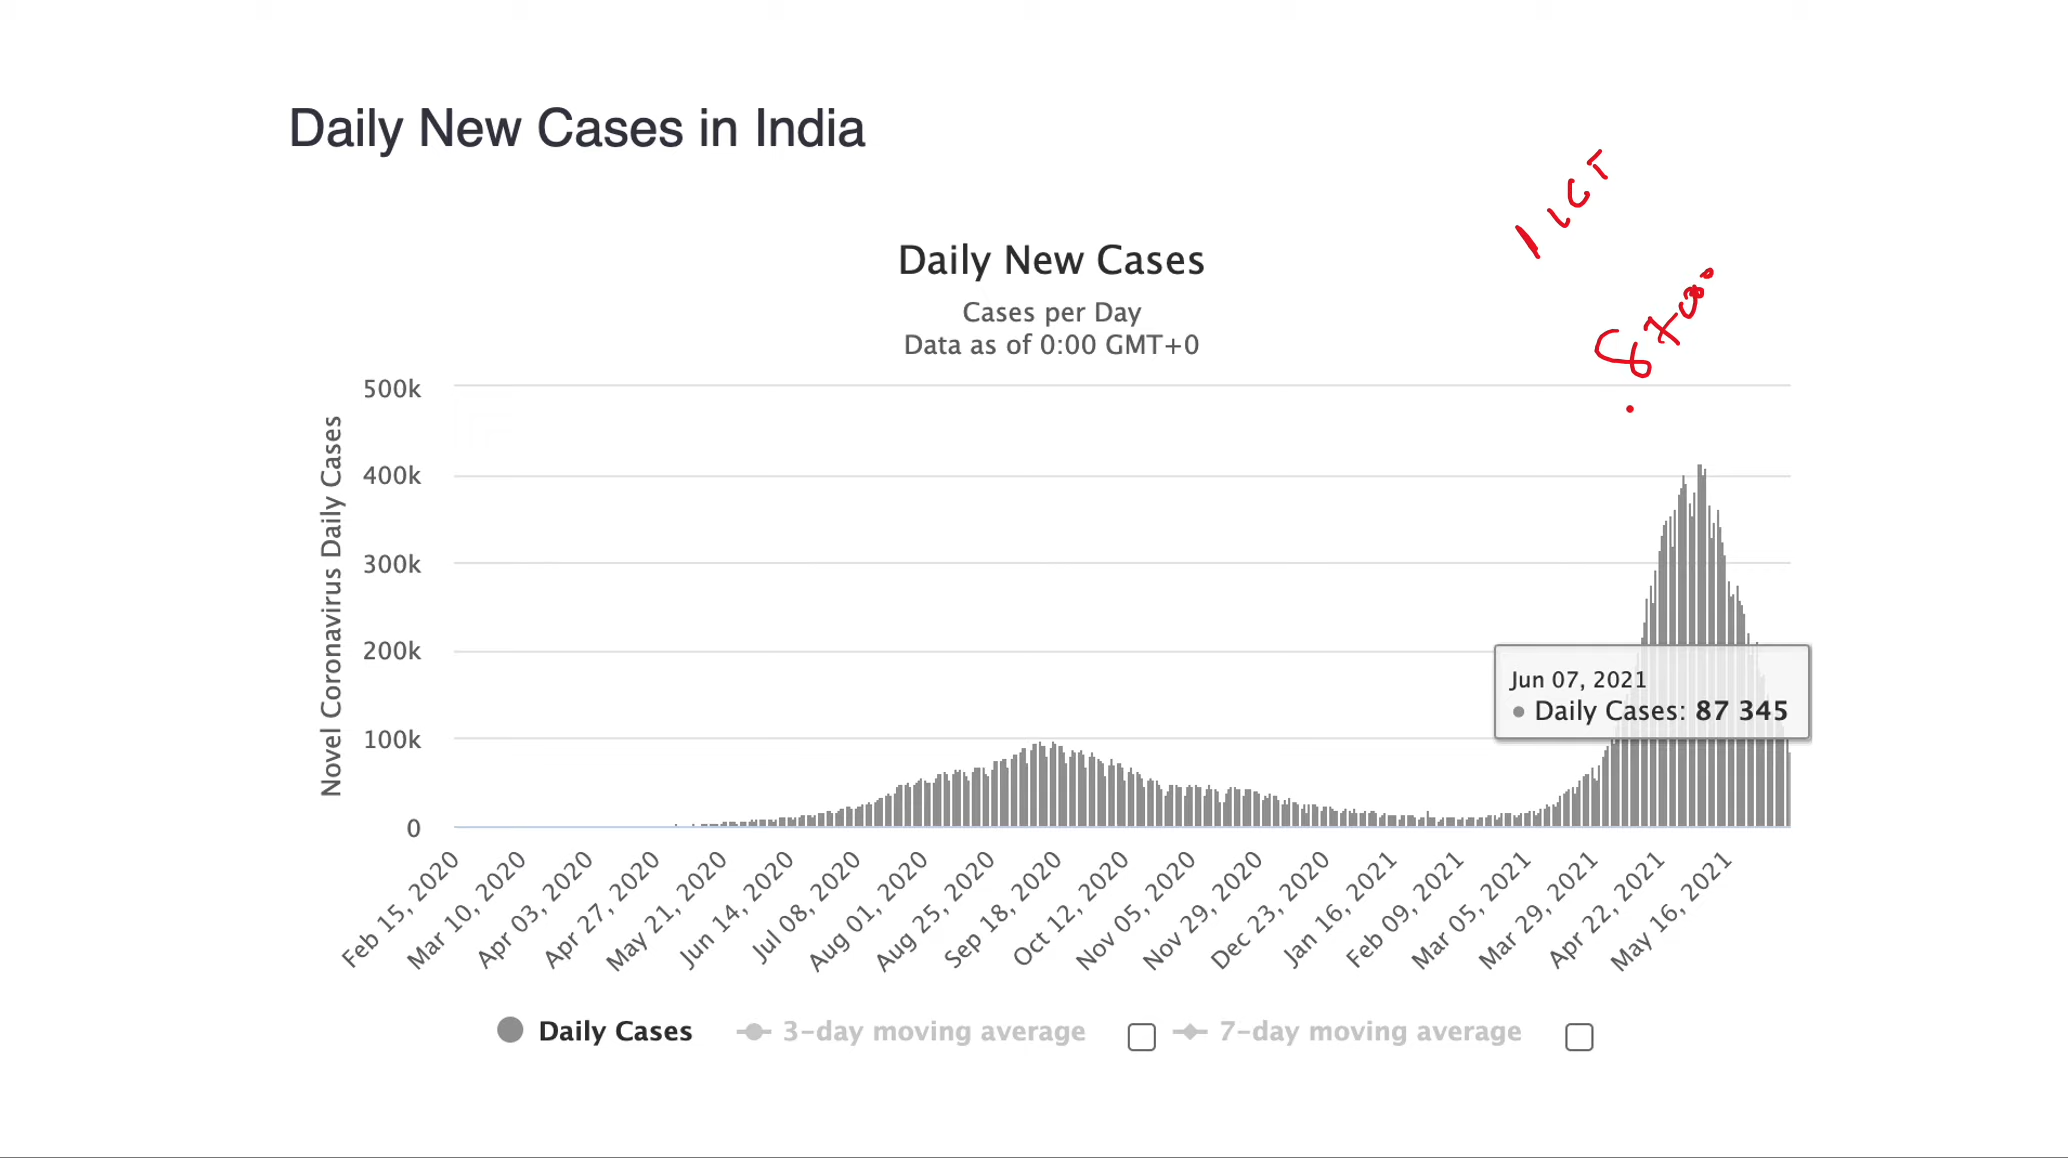 Daily New Cases in India
Daily New Cases
Cases per Day
Data as of 0:00 GMT+0
87000
Novel Coronavirus Daily Cases
500k
400k
300k
200k
100k
0
Jun 07, 2021
Daily Cases: 87 345
Feb 15, 2020
Mar 10, 2020
Apr 03, 2020
Apr 27, 2020
May 21, 2020
Jun 14, 2020
Jul 08, 2020
Aug 01, 2020
Aug 25, 2020
Sep 18, 2020
Oct 12, 2020
Nov 05, 2020
Nov 29, 2020
Dec 23, 2020
Jan 16, 2021
Feb 09, 2021
Mar 05, 2021
Mar 29, 2021
Apr 22, 2021
May 16, 2021
Daily Cases
3-day moving average
7-day moving average